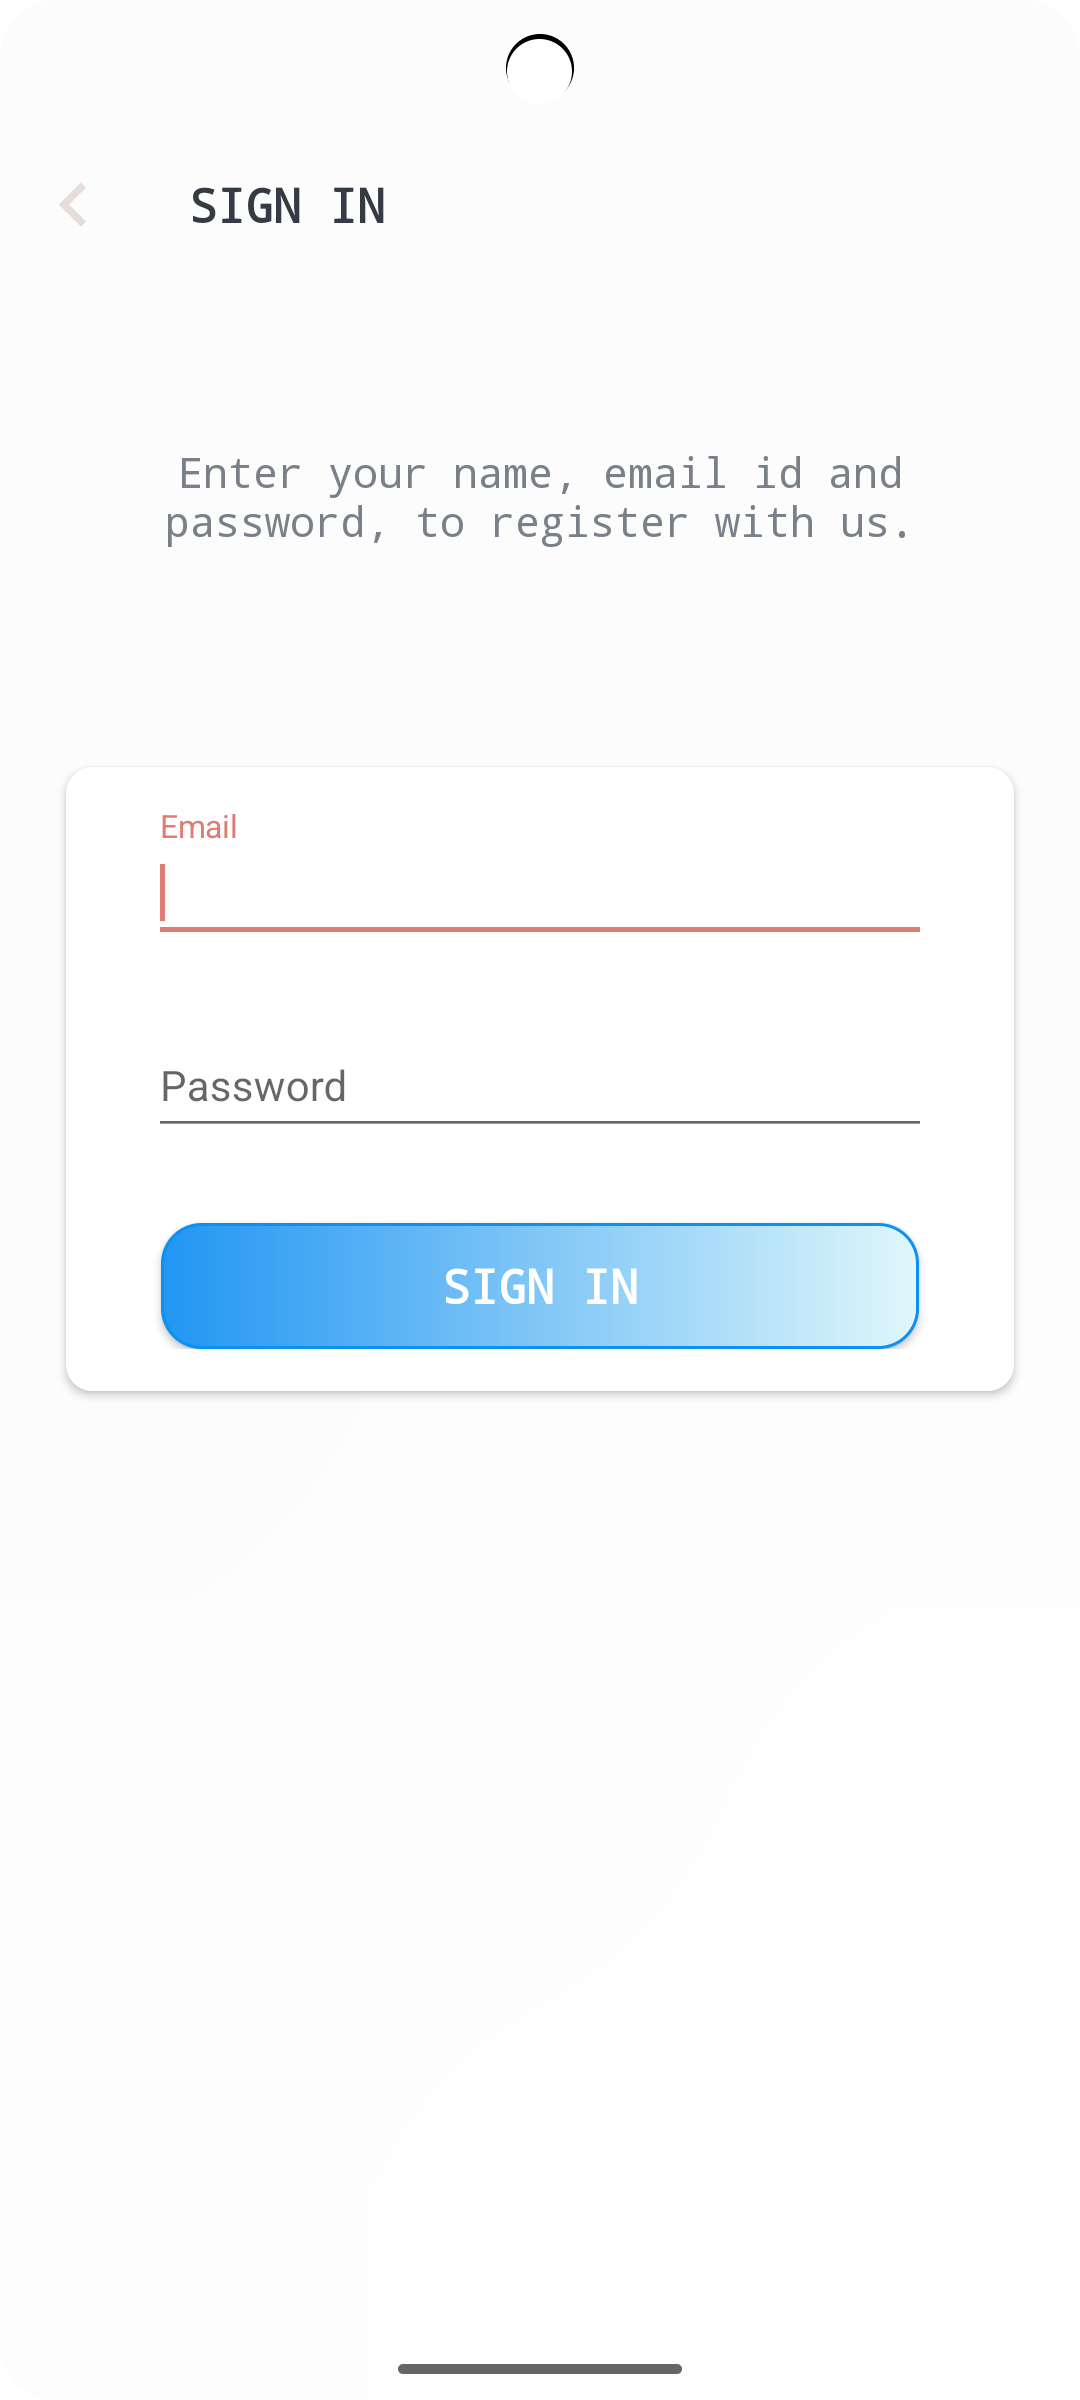 SIGN IN
Enter your name, email id and
password, to register with us.
Email
Password
SIGN IN